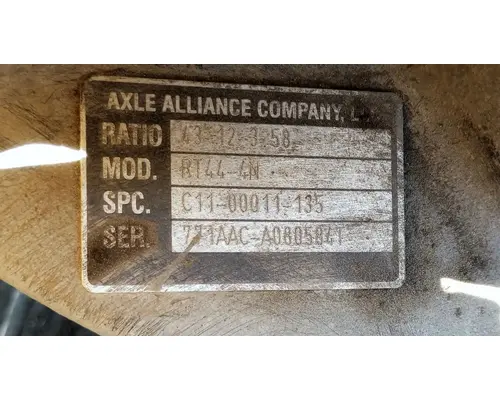 AXLE ALLIANCE COMPANY, L
RATIO 43-12-3.58
MOD. RT44-4N
SPC. C11-00011-135
SER.